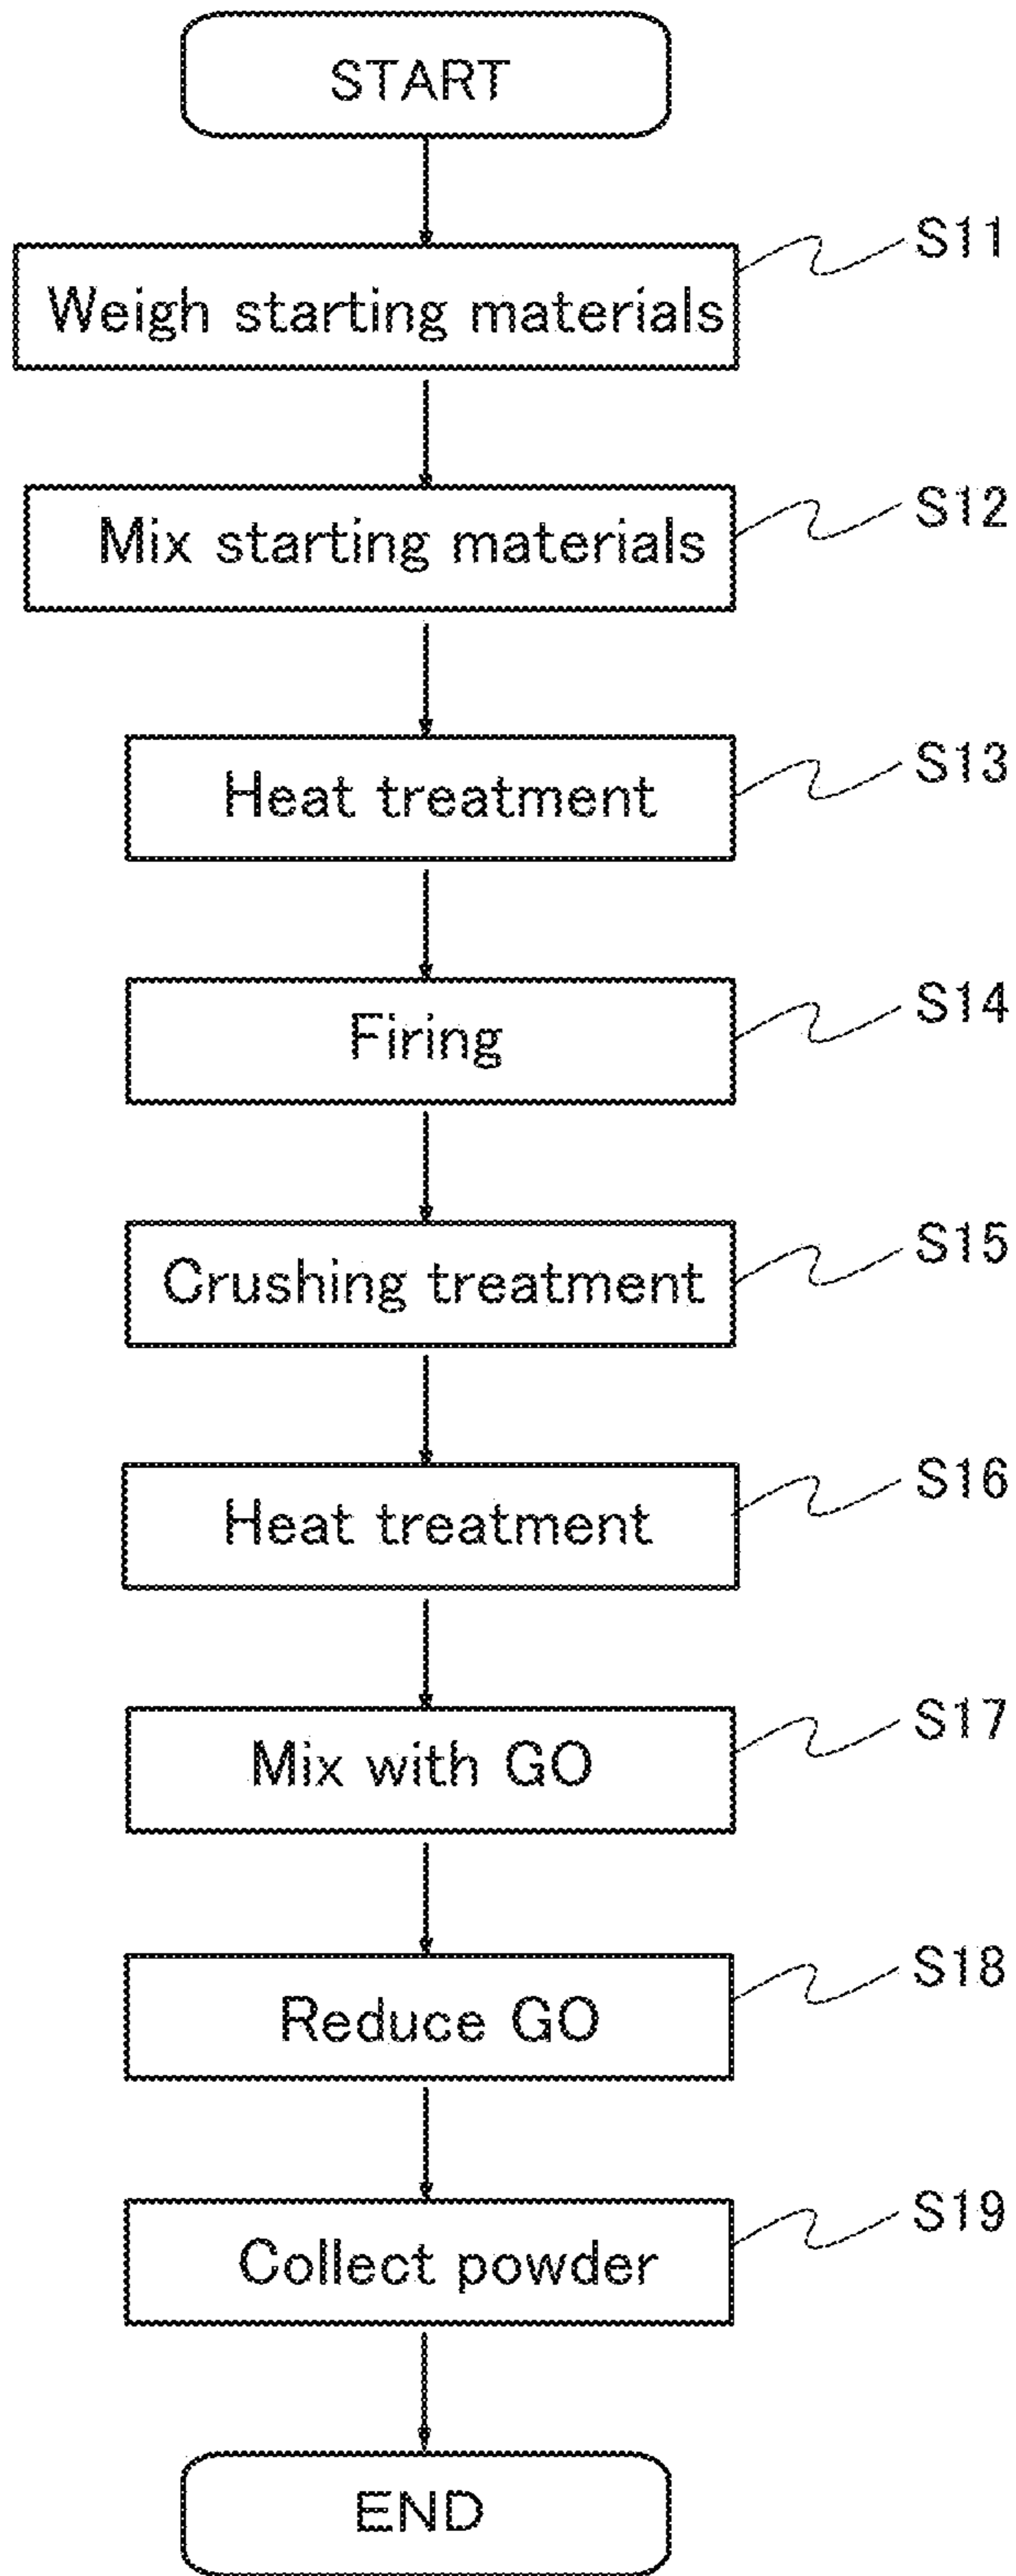 START
S11
Weigh starting materials
S12
Mix starting materials
S13
Heat treatment
S14
Firing
S15
Crushing treatment
S16
Heat treatment
S17
Mix with GO
S18
Reduce GO
S19
Collect powder
END